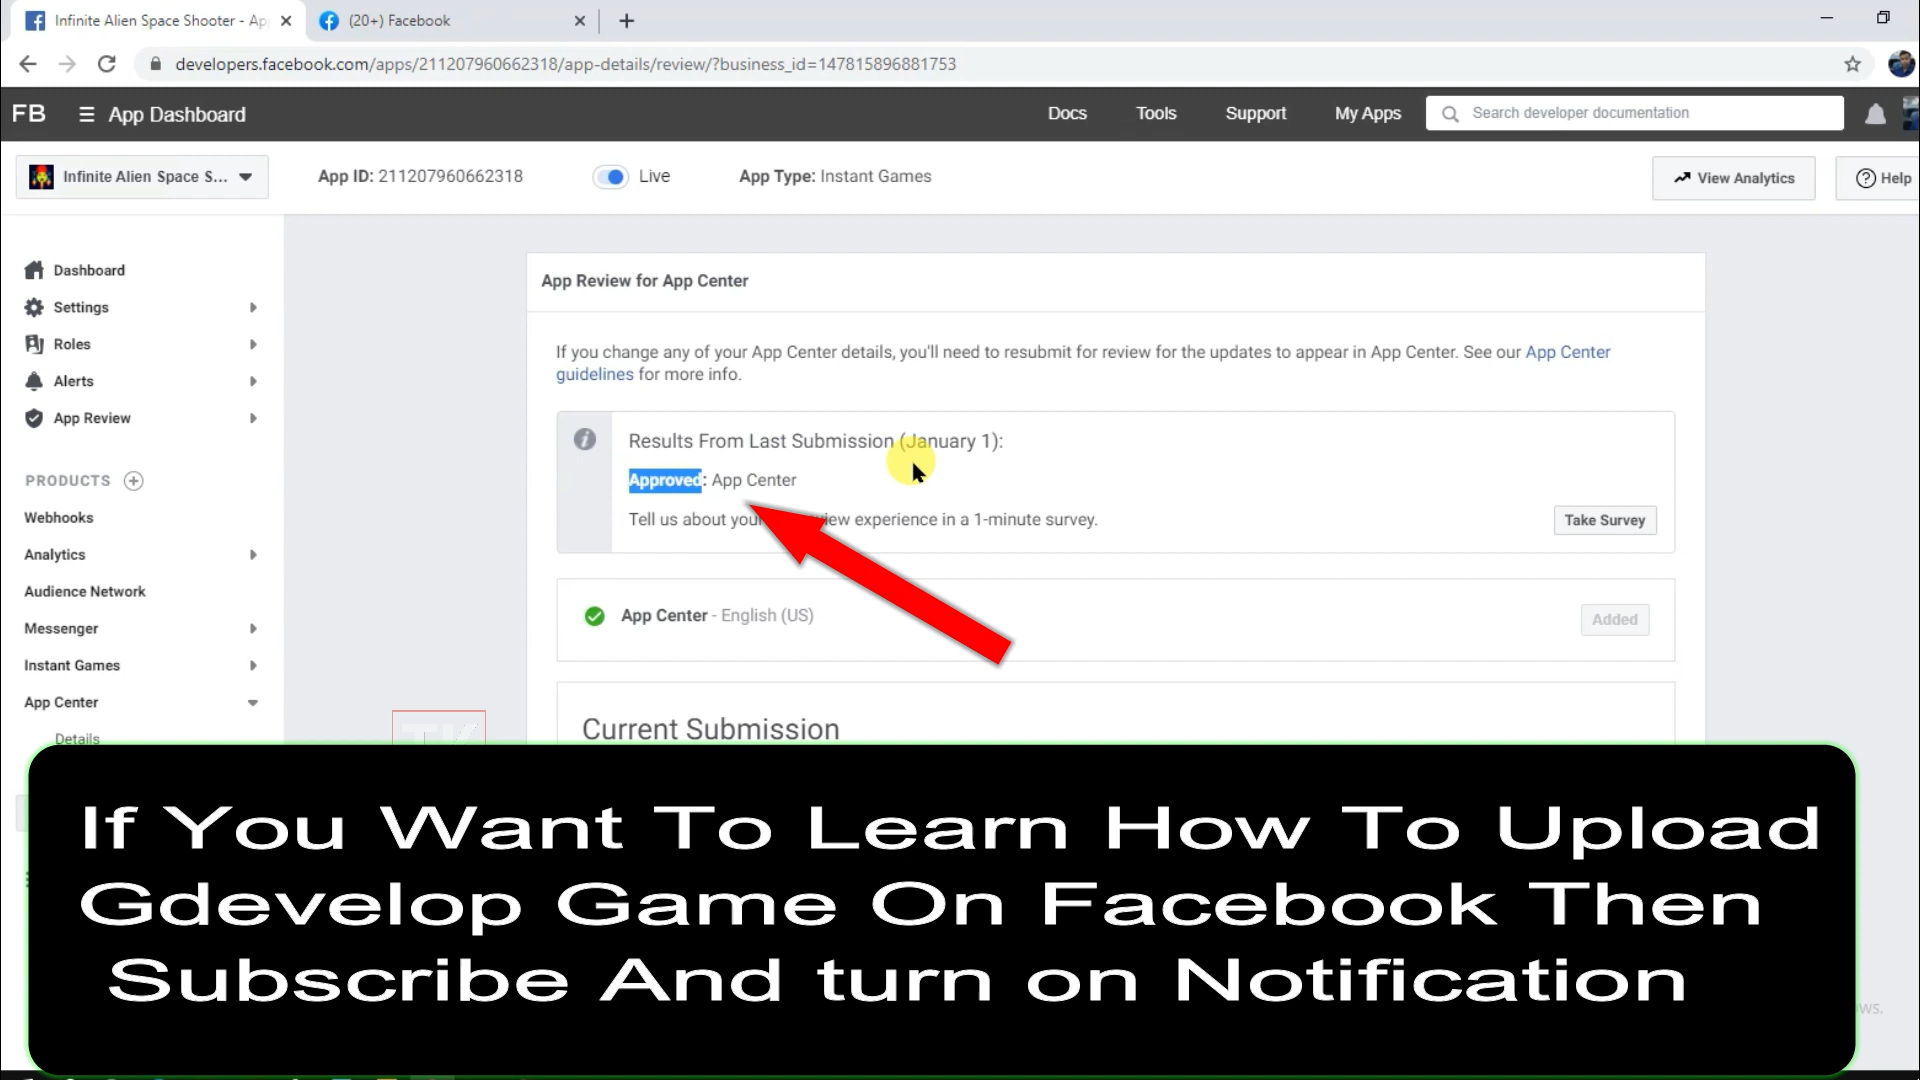 Infinite Alien Space Shooter - Ap
(20+) Facebook
developers.facebook.com/apps/211207960662318/app-details/review/?business_id=147815896881753
FB
App Dashboard
Docs
Tools
Support
My Apps
Search developer documentation
Infinite Alien Space S...
App ID: 211207960662318
Live
App Type: Instant Games
View Analytics
Help
Dashboard
Settings
Roles
Alerts
App Review
PRODUCTS
Webhooks
Analytics
Audience Network
Messenger
Instant Games
App Center
Details
App Review for App Center
If you change any of your App Center details, you'll need to resubmit for review for the updates to appear in App Center. See our App Center
guidelines for more info.
Results From Last Submission (January 1):
Approved: App Center
Tell us about your experience in a 1-minute survey.
Take Survey
App Center - English (US)
Added
Current Submission
TK
If You Want To Learn How To Upload
Gdevelop Game On Facebook Then
Subscribe And turn on Notification